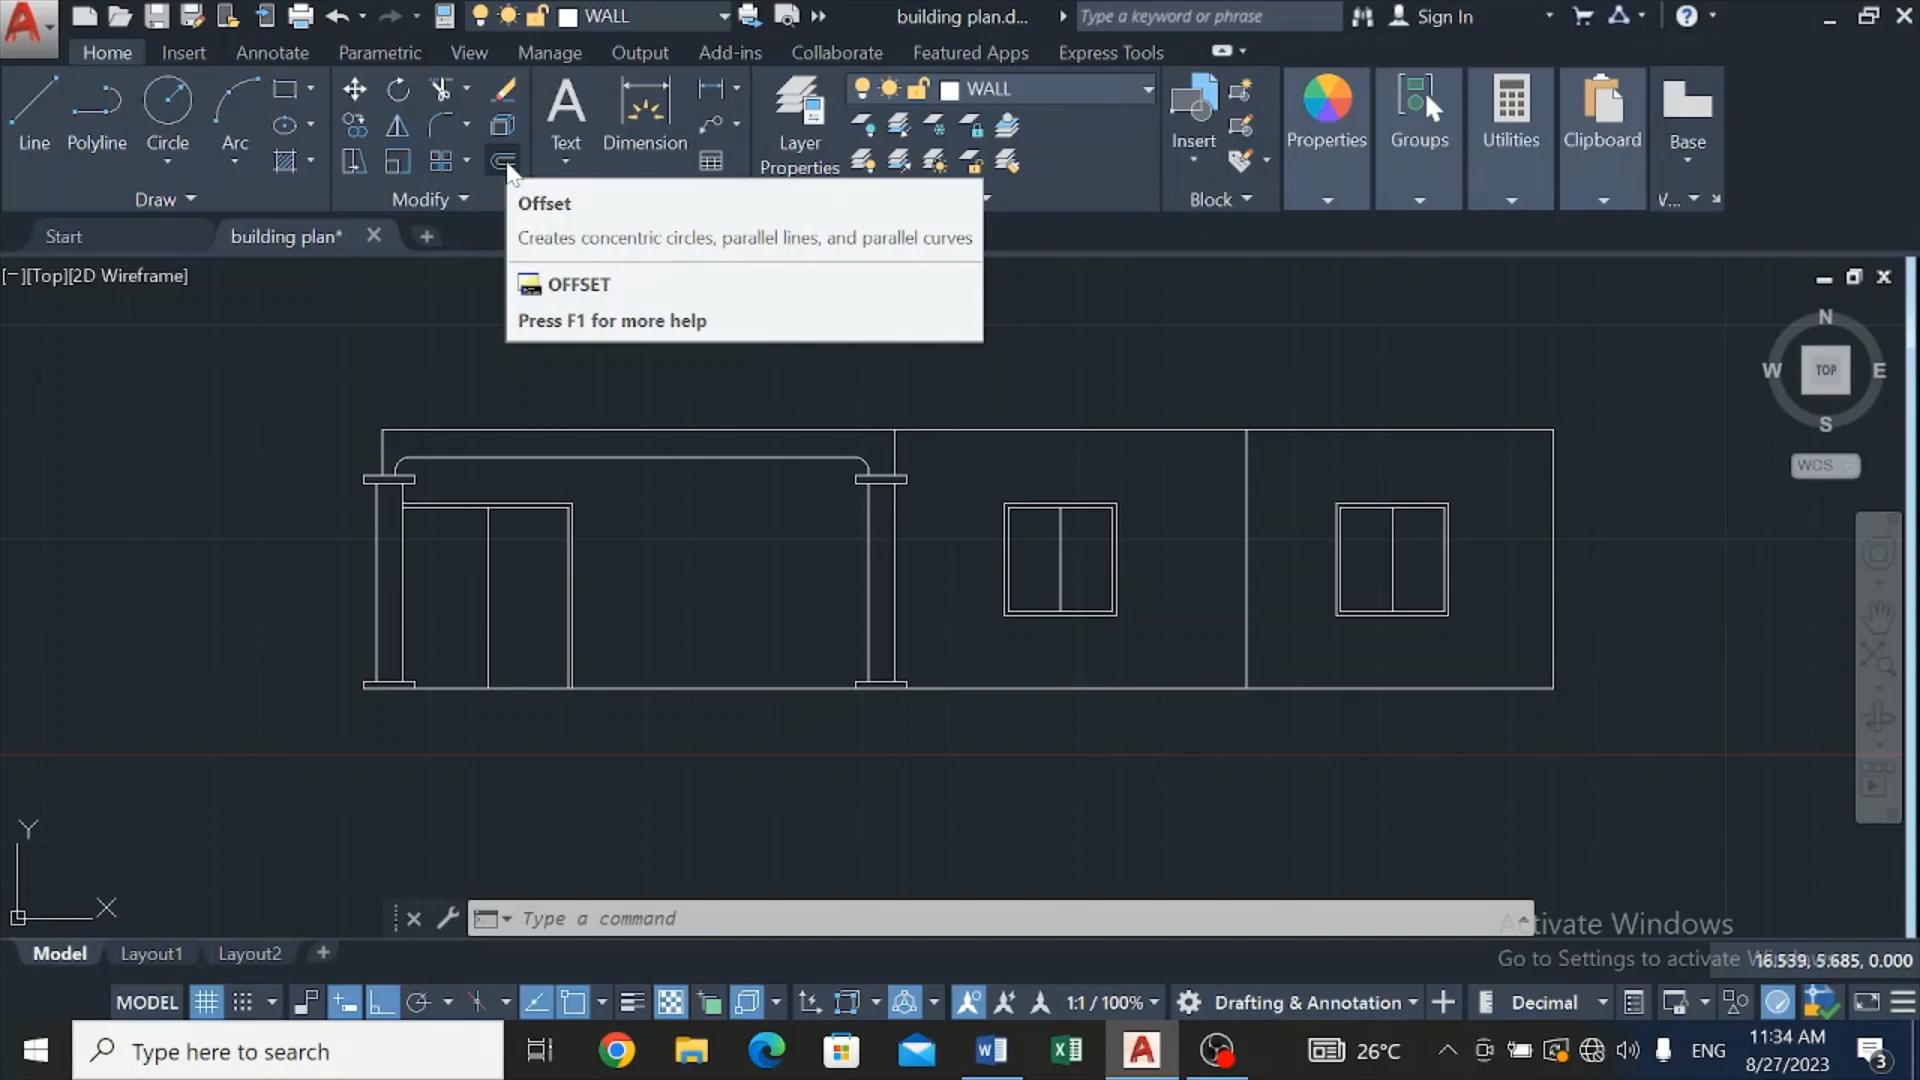 WALL
building plan.d...
Type a keyword or phrase
Sign In
Home
Insert
Annotate
Parametric
View
Manage
Output
Add-ins
Collaborate
Featured Apps
Express Tools
Line
Polyline
Circle
Arc
Text
Dimension
Layer
Properties
WALL
Insert
Properties
Groups
Utilities
Clipboard
Base
Draw
Modify
Block
V...
Offset
Creates concentric circles, parallel lines, and parallel curves
OFFSET
Press F1 for more help
Start
building plan*
[−][Top][2D Wireframe]
N
W
TOP
E
S
WCS
Y
X
Type a command
Activate Windows
Go to Settings to activate
16.539, 5.685, 0.000
Model
Layout1
Layout2
MODEL
1:1 / 100%
Drafting & Annotation
Decimal
Type here to search
26°C
ENG
11:34 AM
8/27/2023
3